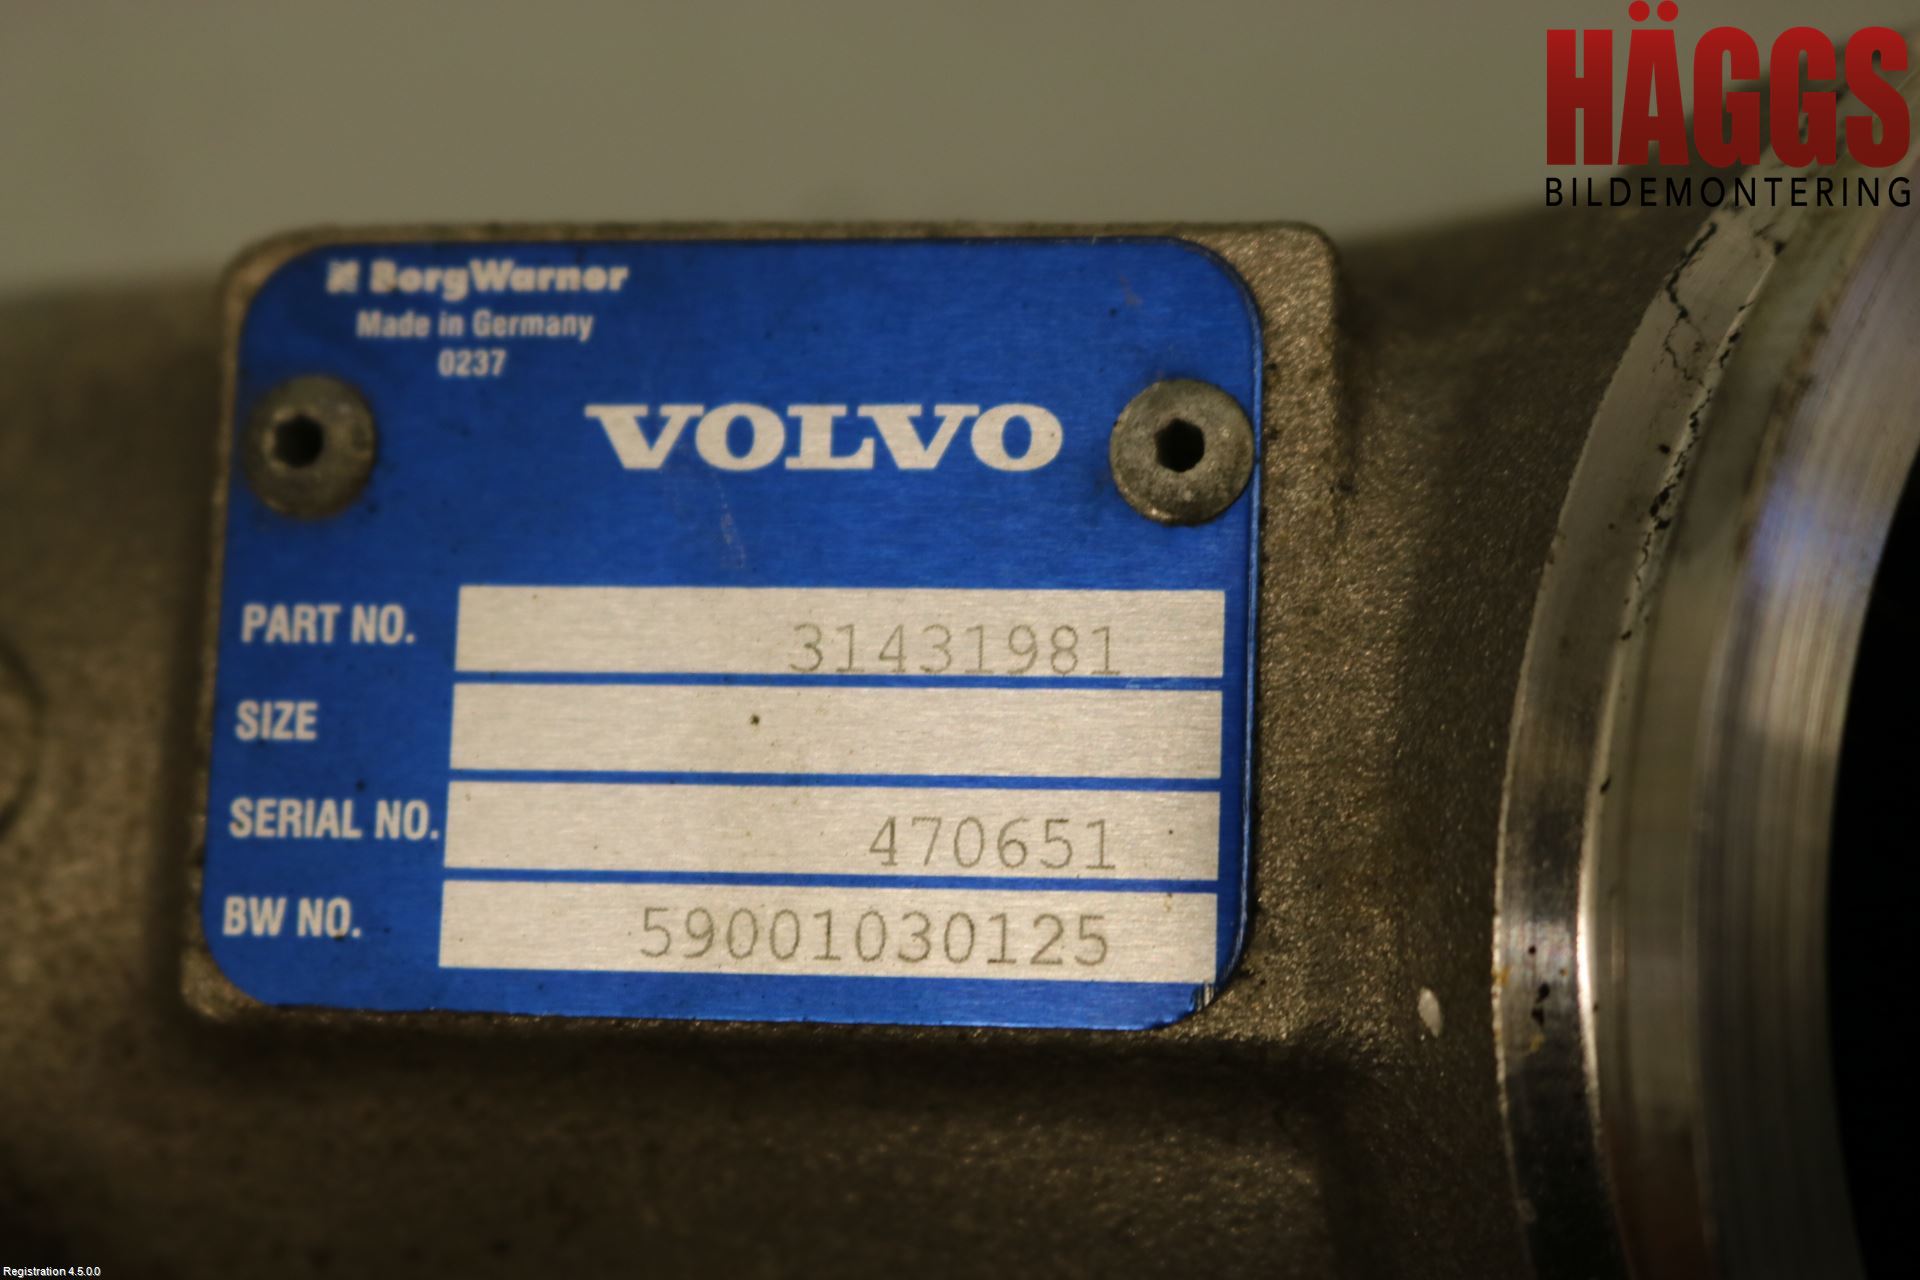 HÄGGS
BILDEMONTERING
BorgWarner
Made in Germany
0237
VOLVO
PART NO. 31431981
SIZE
SERIAL NO. 470651
BW NO. 59001030125
Registration 4.5.0.0